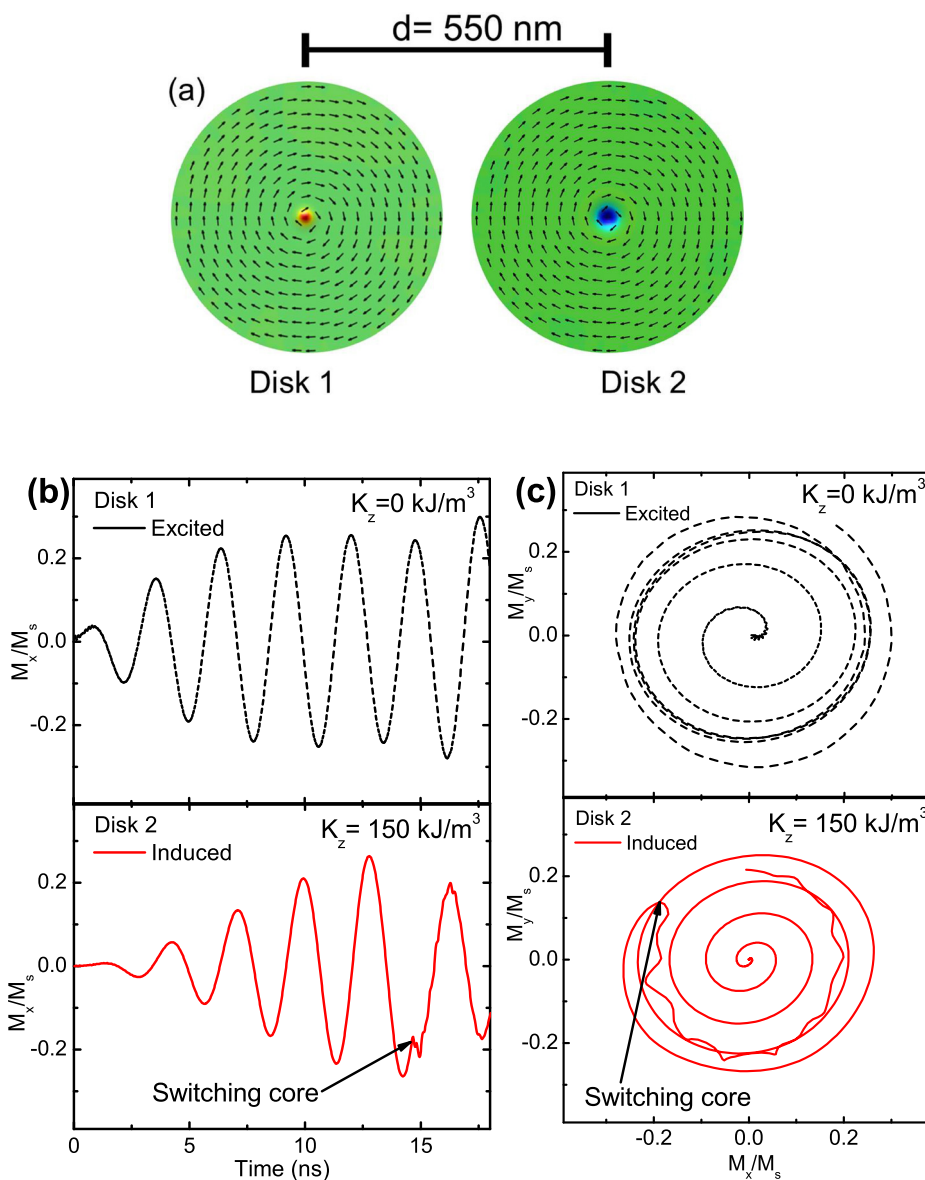 d= 550 nm
(a)
Disk 1
Disk 2
(b)
Disk 1
K_z=0 kJ/m³
Excited
0.2
0.0
-0.2
M_x/M_s
Disk 2
K_z= 150 kJ/m³
Induced
0.2
0.0
-0.2
M_x/M_s
Switching core
0
5
10
15
Time (ns)
(c)
Disk 1
K_z=0 kJ/m³
Excited
0.2
0.0
-0.2
M_y/M_s
Disk 2
K_z= 150 kJ/m³
Induced
0.2
0.0
-0.2
M_y/M_s
Switching core
-0.2
0.0
0.2
M_x/M_s